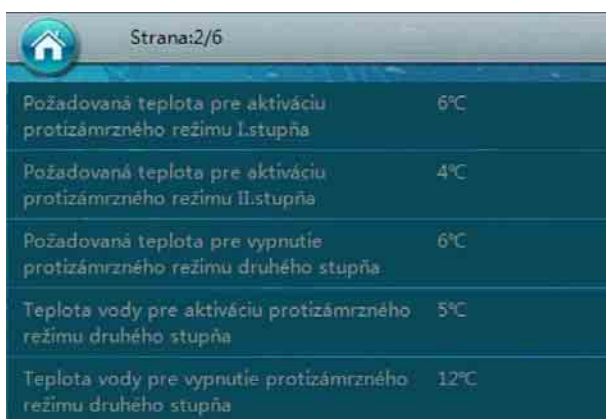 Strana:2/6
Požadovaná teplota pre aktiváciu 6℃
protizámrzného režimu I.stupňa
Požadovaná teplota pre aktiváciu 4℃
protizámrzného režimu II.stupňa
Požadovaná teplota pre vypnutie 6℃
protizámrzného režimu druhého stupňa
Teplota vody pre aktiváciu protizámrzného 5℃
režimu druhého stupňa
Teplota vody pre vypnutie protizámrzného 12℃
režimu druhého stupňa